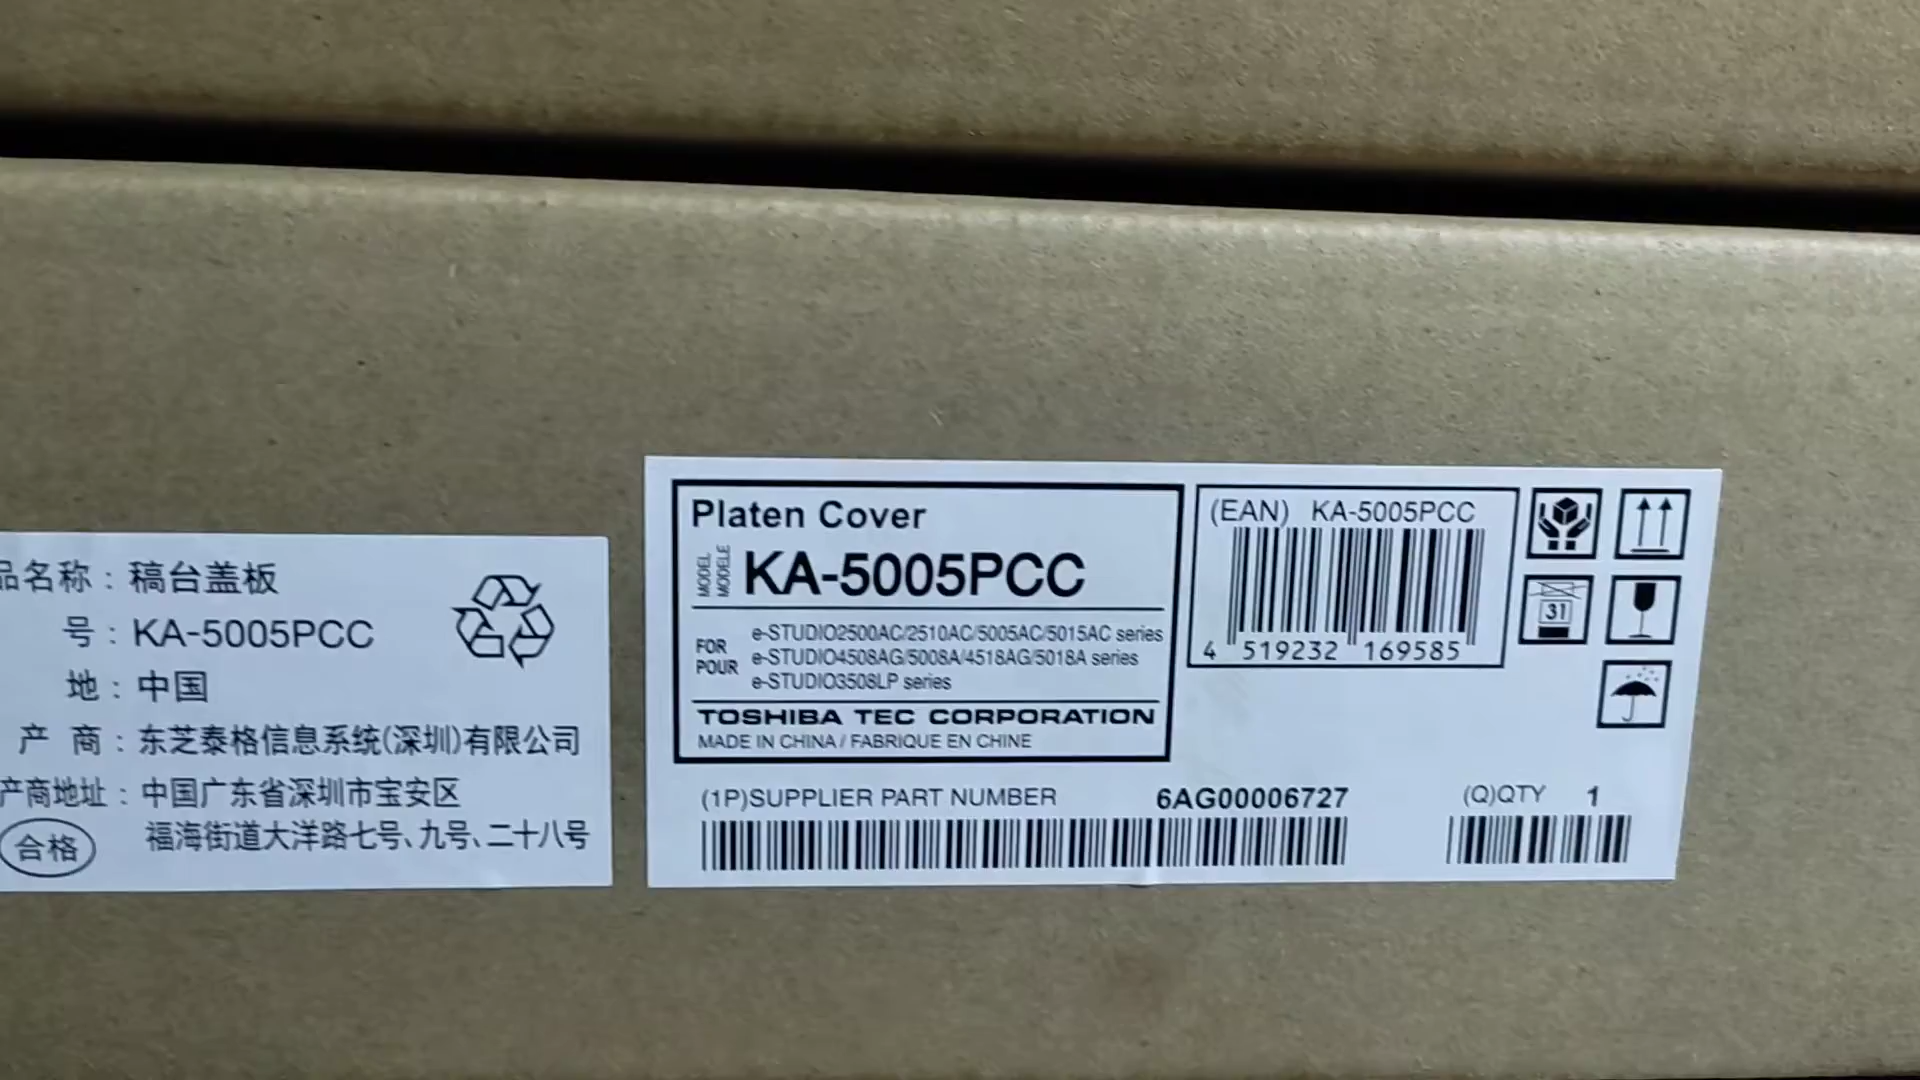 品名称：稿台盖板
号：KA-5005PCC
地：中国
产 商：东芝泰格信息系统(深圳)有限公司
产商地址：中国广东省深圳市宝安区
福海街道大洋路七号、九号、二十八号
合格
Platen Cover
MODEL
MODELE
KA-5005PCC
FOR
POUR
e-STUDIO2500AC/2510AC/5005AC/5015AC series
e-STUDIO4508AG/5008A/4518AG/5018A series
e-STUDIO3508LP series
TOSHIBA TEC CORPORATION
MADE IN CHINA / FABRIQUE EN CHINE
(EAN) KA-5005PCC
4 519232 169585
31
(1P)SUPPLIER PART NUMBER 6AG00006727
(Q)QTY 1